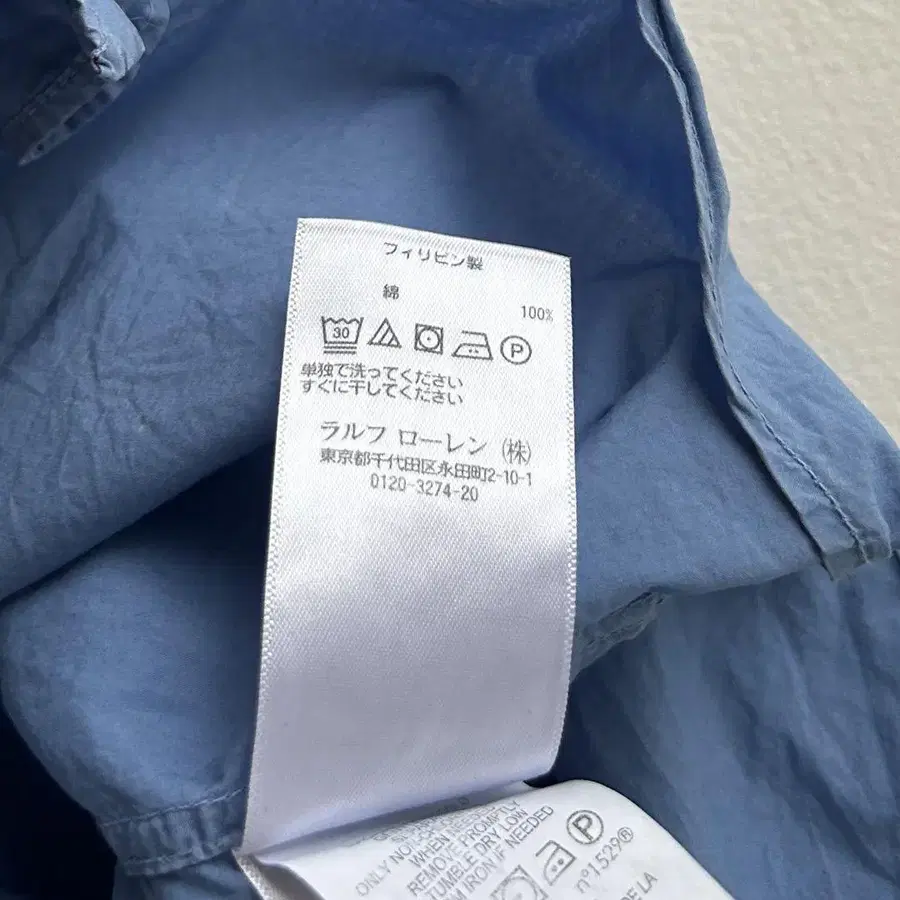 フィリピン製
綿
100%
30 P
単独で洗ってください
すぐに干してください
ラルフ ローレン (株)
東京都千代田区永田町2-10-1
0120-3274-20
ONLY NON
WHEN NEEDED
REMOVE PROMPTLY
TUMBLE DRY LOW
M IRON IF NEEDED
P
n°1529®
DE LA